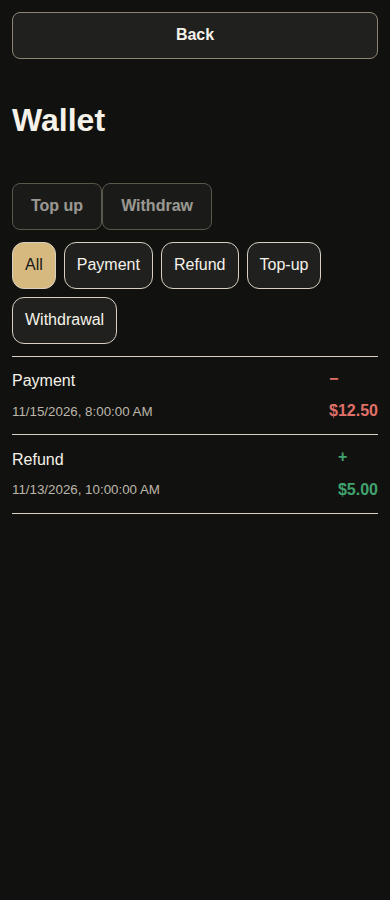 Back
Wallet
Top up Withdraw
All Payment Refund Top-up
Withdrawal
Payment −
11/15/2026, 8:00:00 AM $12.50
Refund +
11/13/2026, 10:00:00 AM $5.00